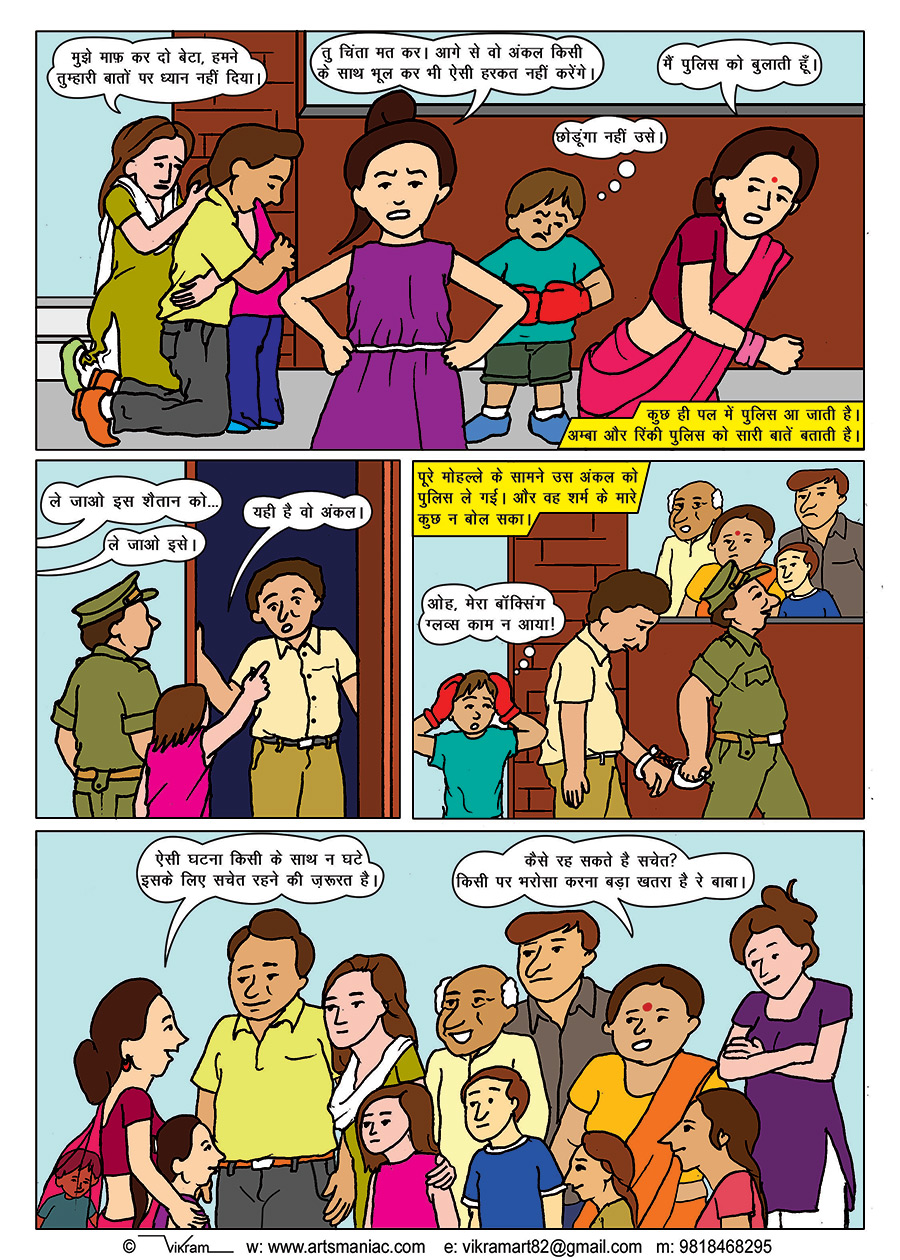 मुझे माफ़ कर दो बेटा, हमने
तुम्हारी बातों पर ध्यान नहीं दिया।
तु चिंता मत कर। आगे से वो अंकल किसी
के साथ भूल कर भी ऐसी हरकत नहीं करेंगे।
मैं पुलिस को बुलाती हूँ।
छोडूंगा नहीं उसे।
कुछ ही पल में पुलिस आ जाती है।
अम्बा और रिंकी पुलिस को सारी बातें बताती है।
ले जाओ इस शैतान को...
ले जाओ इसे।
यही है वो अंकल।
पूरे मोहल्ले के सामने उस अंकल को
पुलिस ले गई। और वह शर्म के मारे
कुछ न बोल सका।
ओह, मेरा बॉक्सिंग
ग्लव्स काम न आया!
ऐसी घटना किसी के साथ न घटे
इसके लिए सचेत रहने की ज़रूरत है।
कैसे रह सकते है सचेत?
किसी पर भरोसा करना बड़ा खतरा है रे बाबा।
© Vikram w: www.artsmaniac.com e: vikramart82@gmail.com m: 9818468295